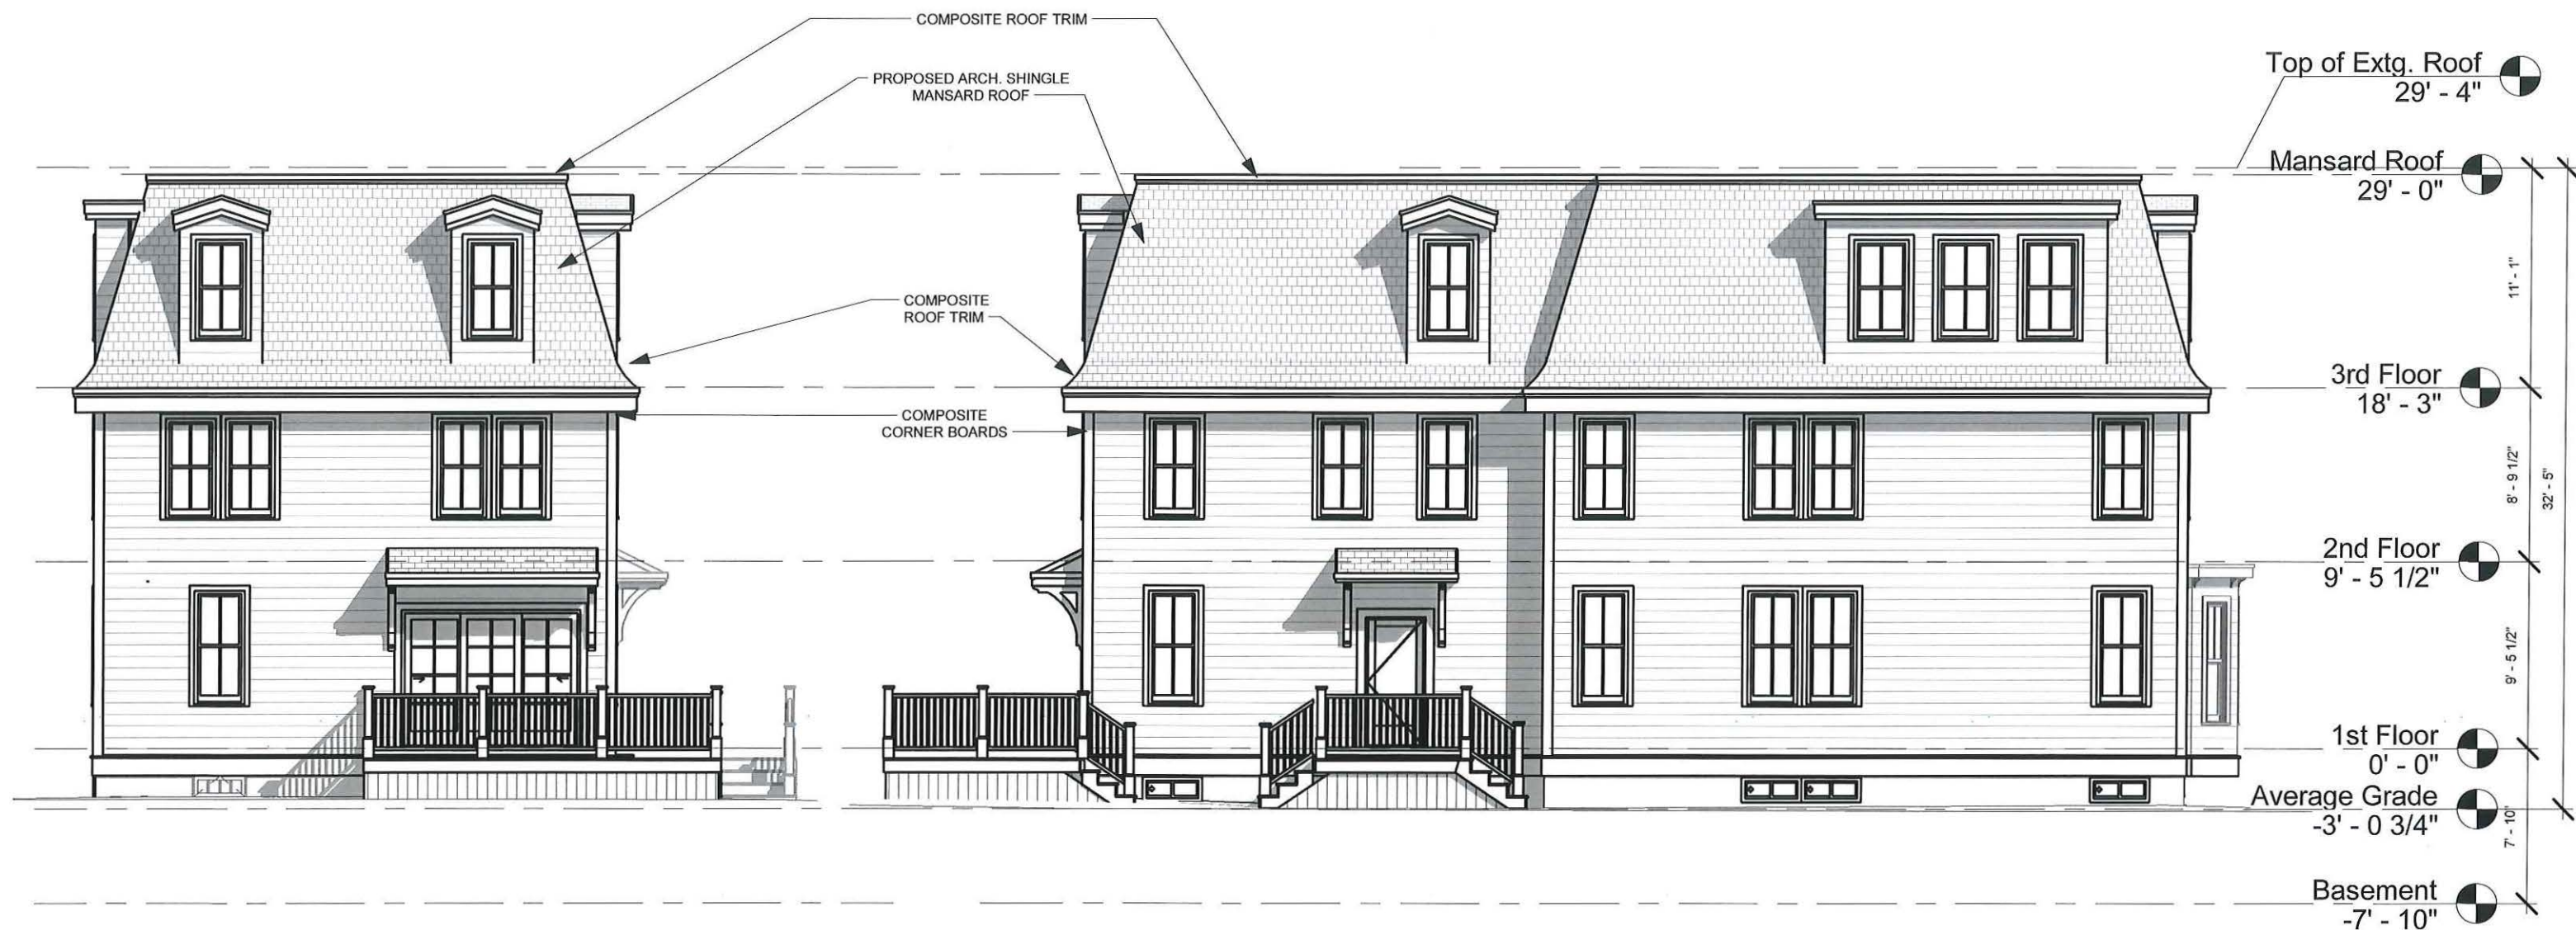 COMPOSITE ROOF TRIM
PROPOSED ARCH. SHINGLE
MANSARD ROOF
COMPOSITE
ROOF TRIM
COMPOSITE
CORNER BOARDS
Top of Extg. Roof
29' - 4"
Mansard Roof
29' - 0"
3rd Floor
18' - 3"
2nd Floor
9' - 5 1/2"
1st Floor
0' - 0"
Average Grade
-3' - 0 3/4"
Basement
-7' - 10"
11' - 1"
8' - 9 1/2"
32' - 5"
9' - 5 1/2"
7' - 10"